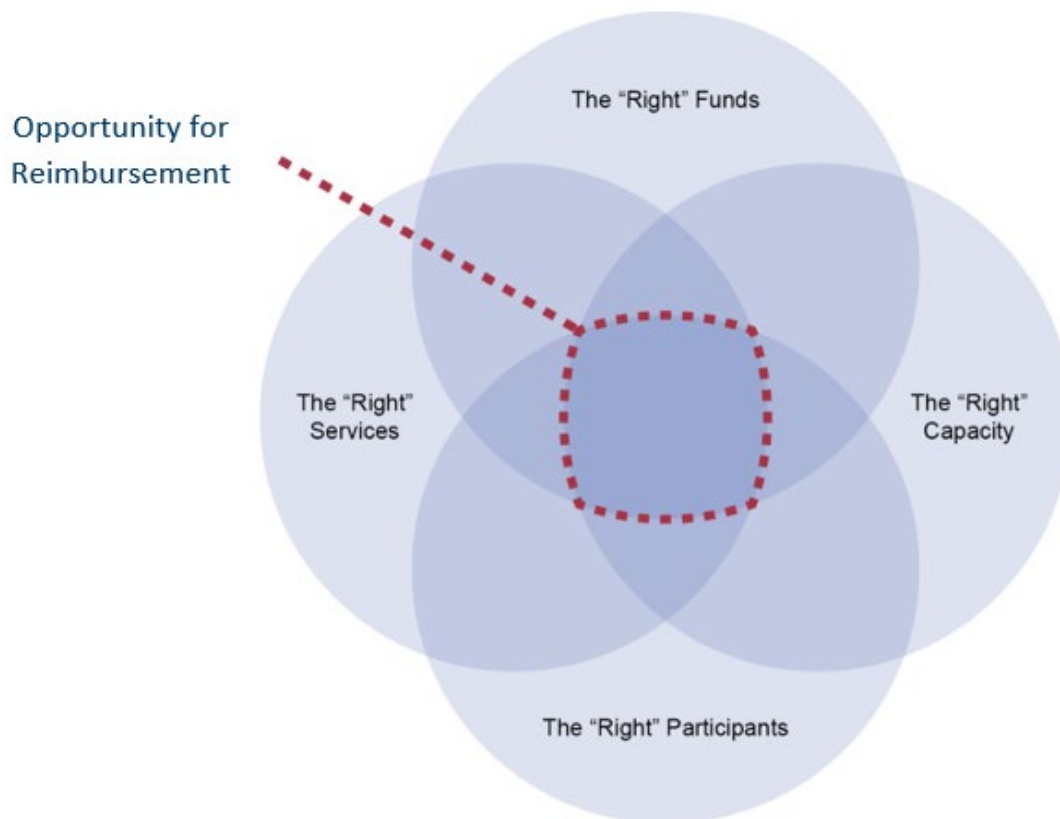 The “Right” Funds
Opportunity for
Reimbursement
The “Right”
Services
The “Right”
Capacity
The “Right” Participants